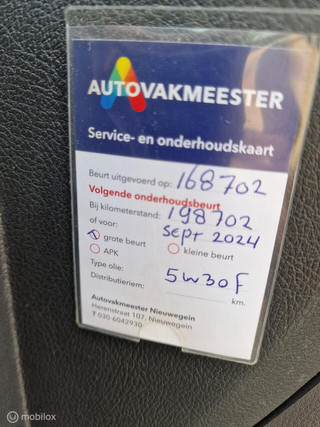 AUTOVAKMEESTER
Service- en onderhoudskaart
Beurt uitgevoerd op: 168702
Volgende onderhoudsbeurt
Bij kilometerstand: 198702
of voor: sept 2024
grote beurt kleine beurt
APK
Type olie: 5w30F
Distributieriem: km.
Autovakmeester Nieuwegein
Herenstraat 107, Nieuwegein
T 030-6042930
mobilox